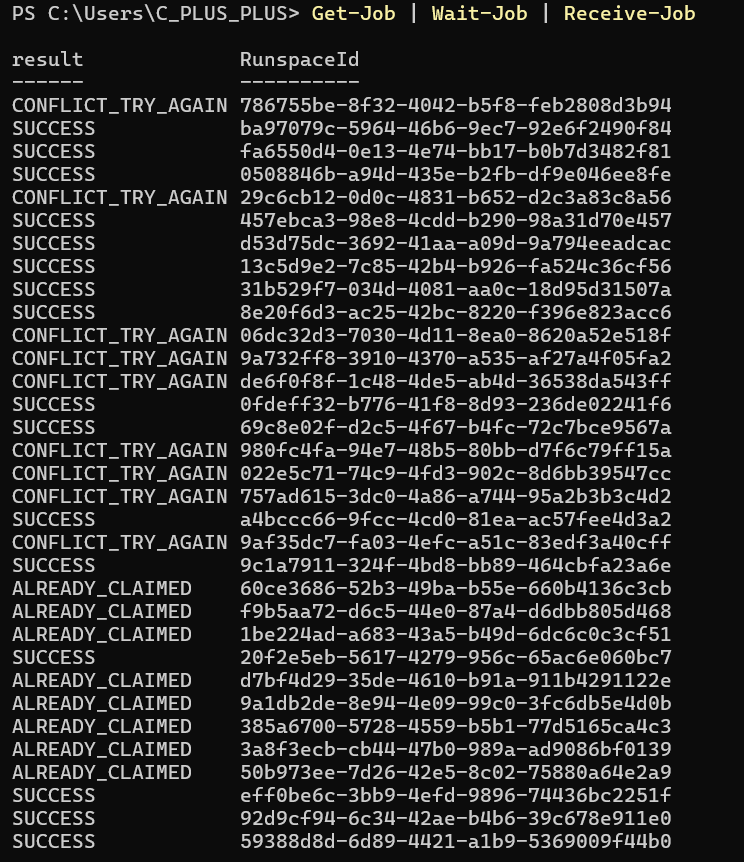 PS C:\Users\C_PLUS_PLUS> Get-Job | Wait-Job | Receive-Job
result RunspaceId
------ ----------
CONFLICT_TRY_AGAIN 786755be-8f32-4042-b5f8-feb2808d3b94
SUCCESS ba97079c-5964-46b6-9ec7-92e6f2490f84
SUCCESS fa6550d4-0e13-4e74-bb17-b0b7d3482f81
SUCCESS 0508846b-a94d-435e-b2fb-df9e046ee8fe
CONFLICT_TRY_AGAIN 29c6cb12-0d0c-4831-b652-d2c3a83c8a56
SUCCESS 457ebca3-98e8-4cdd-b290-98a31d70e457
SUCCESS d53d75dc-3692-41aa-a09d-9a794eeadcac
SUCCESS 13c5d9e2-7c85-42b4-b926-fa524c36cf56
SUCCESS 31b529f7-034d-4081-aa0c-18d95d31507a
SUCCESS 8e20f6d3-ac25-42bc-8220-f396e823acc6
CONFLICT_TRY_AGAIN 06dc32d3-7030-4d11-8ea0-8620a52e518f
CONFLICT_TRY_AGAIN 9a732ff8-3910-4370-a535-af27a4f05fa2
CONFLICT_TRY_AGAIN de6f0f8f-1c48-4de5-ab4d-36538da543ff
SUCCESS 0fdeff32-b776-41f8-8d93-236de02241f6
SUCCESS 69c8e02f-d2c5-4f67-b4fc-72c7bce9567a
CONFLICT_TRY_AGAIN 980fc4fa-94e7-48b5-80bb-d7f6c79ff15a
CONFLICT_TRY_AGAIN 022e5c71-74c9-4fd3-902c-8d6bb39547cc
CONFLICT_TRY_AGAIN 757ad615-3dc0-4a86-a744-95a2b3b3c4d2
SUCCESS a4bccc66-9fcc-4cd0-81ea-ac57fee4d3a2
CONFLICT_TRY_AGAIN 9af35dc7-fa03-4efc-a51c-83edf3a40cff
SUCCESS 9c1a7911-324f-4bd8-bb89-464cbfa23a6e
ALREADY_CLAIMED 60ce3686-52b3-49ba-b55e-660b4136c3cb
ALREADY_CLAIMED f9b5aa72-d6c5-44e0-87a4-d6dbb805d468
ALREADY_CLAIMED 1be224ad-a683-43a5-b49d-6dc6c0c3cf51
SUCCESS 20f2e5eb-5617-4279-956c-65ac6e060bc7
ALREADY_CLAIMED d7bf4d29-35de-4610-b91a-911b4291122e
ALREADY_CLAIMED 9a1db2de-8e94-4e09-99c0-3fc6db5e4d0b
ALREADY_CLAIMED 385a6700-5728-4559-b5b1-77d5165ca4c3
ALREADY_CLAIMED 3a8f3ecb-cb44-47b0-989a-ad9086bf0139
ALREADY_CLAIMED 50b973ee-7d26-42e5-8c02-75880a64e2a9
SUCCESS eff0be6c-3bb9-4efd-9896-74436bc2251f
SUCCESS 92d9cf94-6c34-42ae-b4b6-39c678e911e0
SUCCESS 59388d8d-6d89-4421-a1b9-5369009f44b0